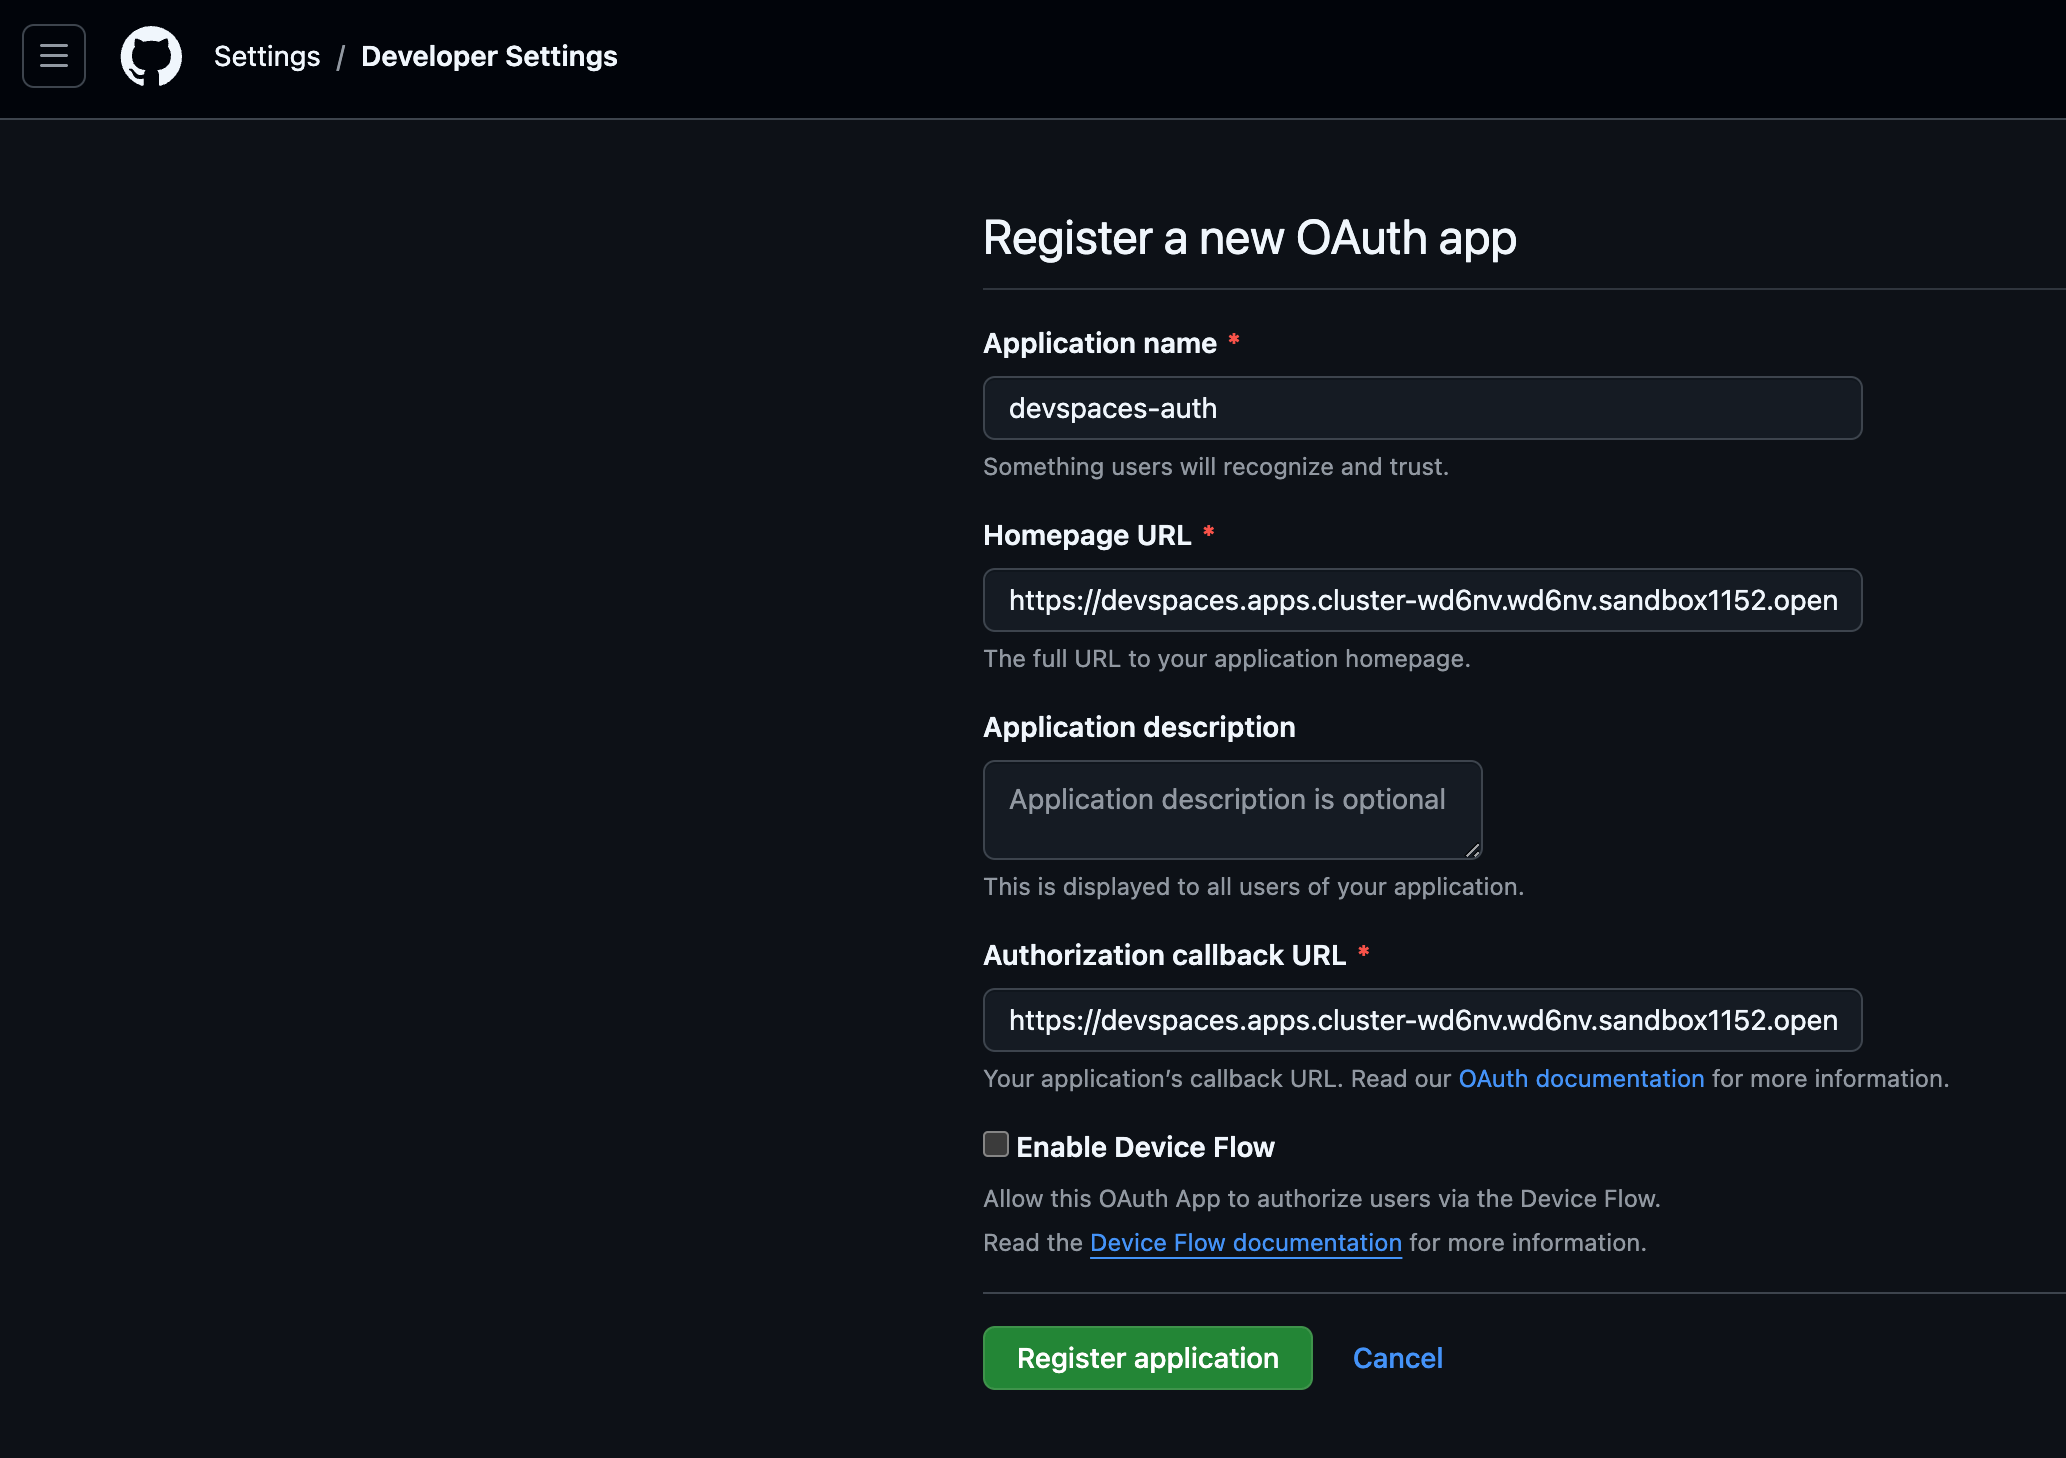 Settings / Developer Settings
Register a new OAuth app
Application name *
devspaces-auth
Something users will recognize and trust.
Homepage URL *
https://devspaces.apps.cluster-wd6nv.wd6nv.sandbox1152.open
The full URL to your application homepage.
Application description
Application description is optional
This is displayed to all users of your application.
Authorization callback URL *
https://devspaces.apps.cluster-wd6nv.wd6nv.sandbox1152.open
Your application’s callback URL. Read our OAuth documentation for more information.
Enable Device Flow
Allow this OAuth App to authorize users via the Device Flow.
Read the Device Flow documentation for more information.
Register application Cancel